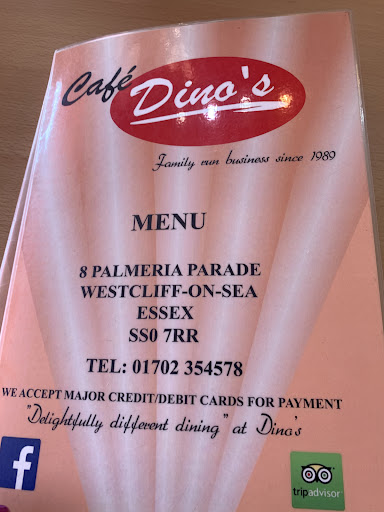 Café Dino's
Family run business since 1989
MENU
8 PALMERIA PARADE
WESTCLIFF-ON-SEA
ESSEX
SS0 7RR
TEL: 01702 354578
WE ACCEPT MAJOR CREDIT/DEBIT CARDS FOR PAYMENT
"Delightfully different dining" at Dino's
f
tripadvisor